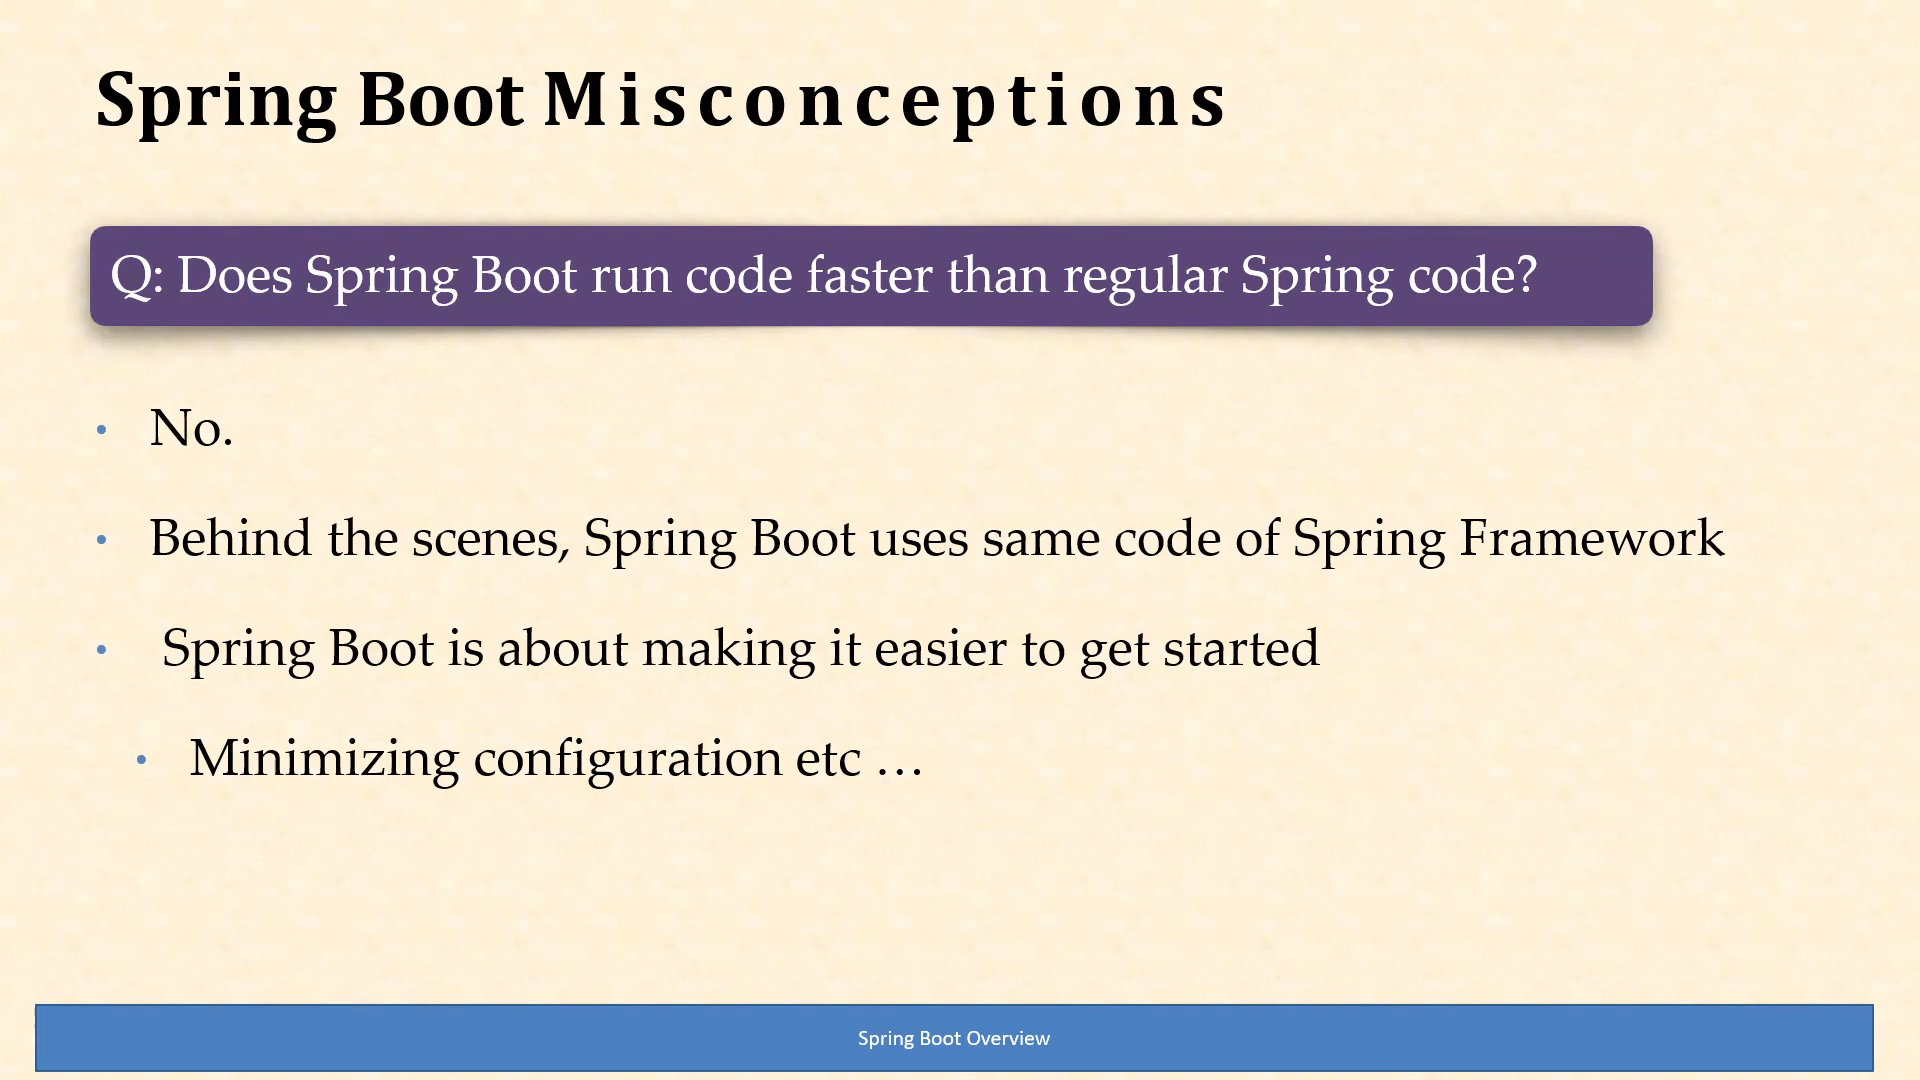 Spring Boot Misconceptions
Q: Does Spring Boot run code faster than regular Spring code?
• No.
• Behind the scenes, Spring Boot uses same code of Spring Framework
• Spring Boot is about making it easier to get started
• Minimizing configuration etc …
Spring Boot Overview